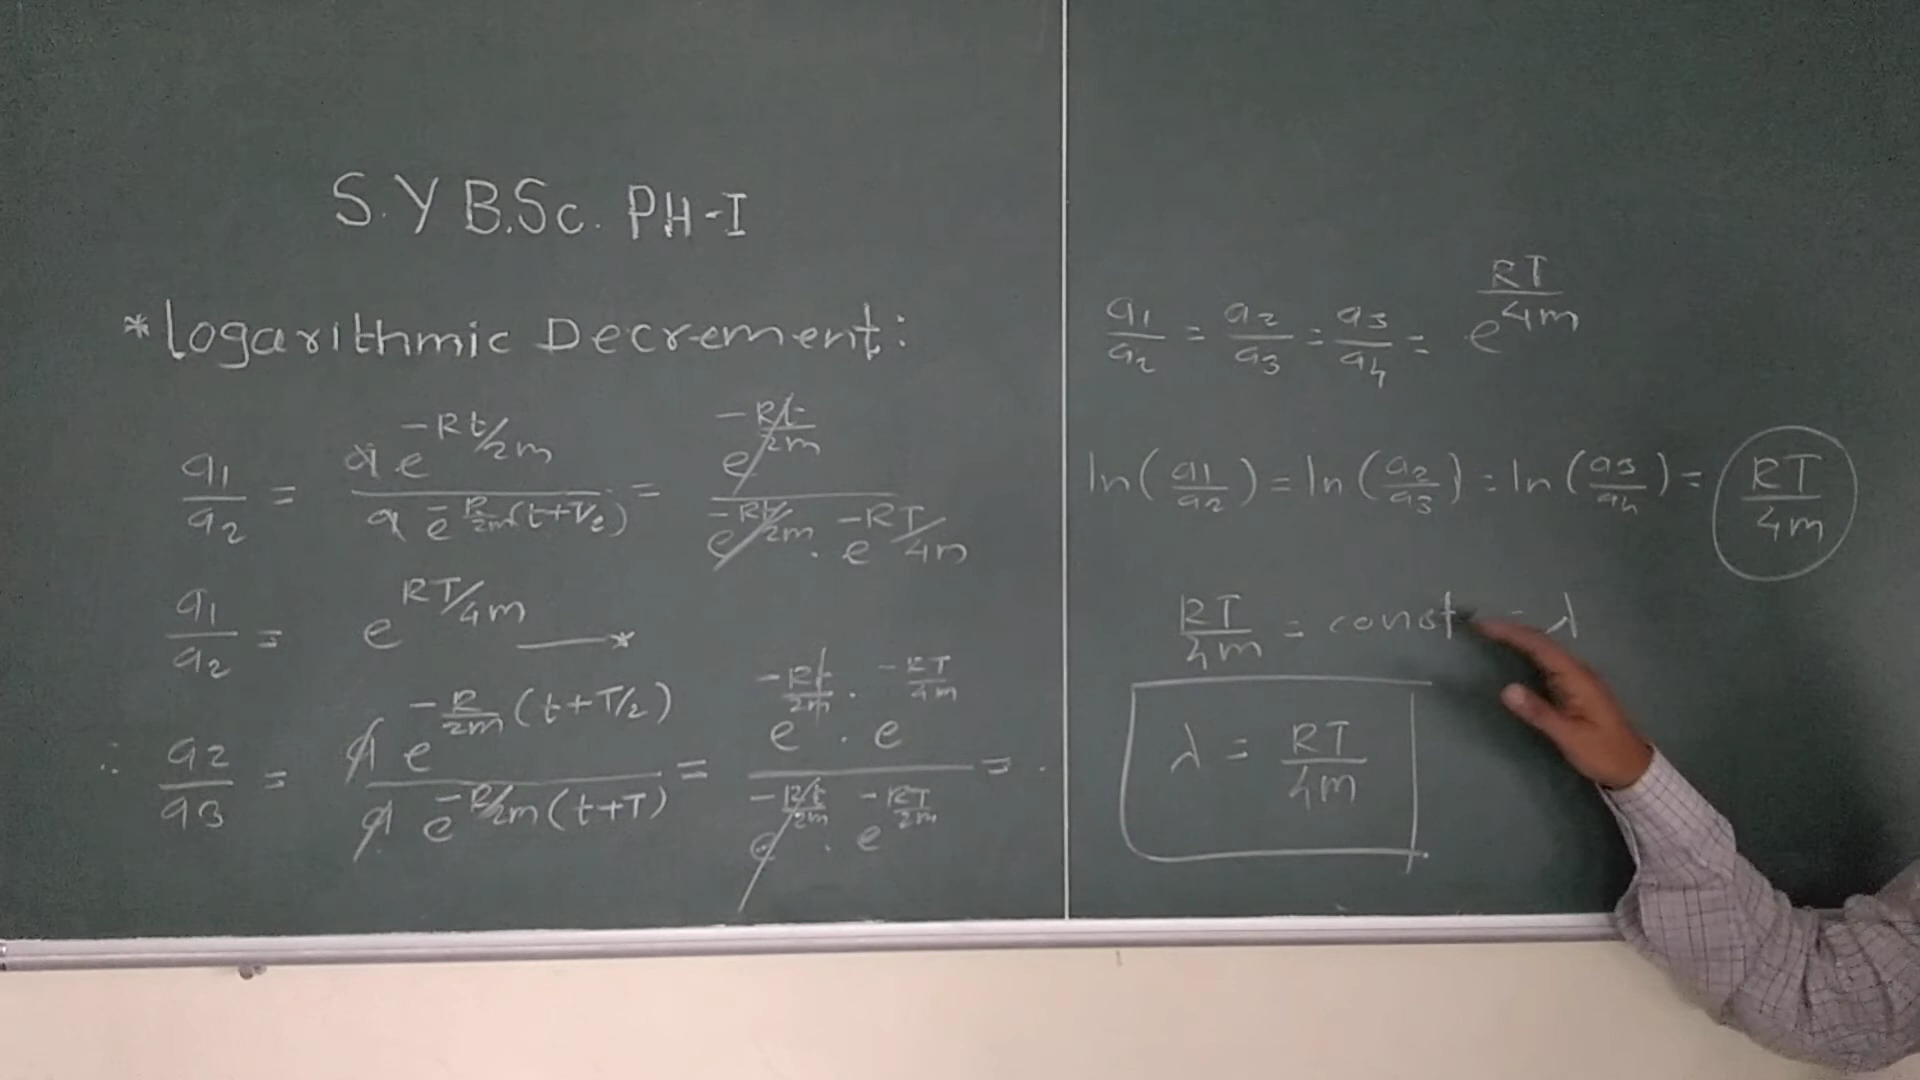 S.Y B.Sc. PH-I
*Logarithmic Decrement:
a1/a2 = a e^(-Rt/2m) / a e^(-R/2m(t+T/2)) = e^(-Rt/2m) / e^(-Rt/2m) . e^(-RT/4m)
a1/a2 = e^(RT/4m) —*
∴ a2/a3 = a e^(-R/2m(t+T/2)) / a e^(-R/2m(t+T)) = e^(-Rt/2m) . e^(-RT/4m) / e^(-Rt/2m) . e^(-RT/2m) = .
a1/a2 = a2/a3 = a3/a4 = e^(RT/4m)
ln(a1/a2) = ln(a2/a3) = ln(a3/a4) = RT/4m
RT/4m = const = λ
λ = RT/4m